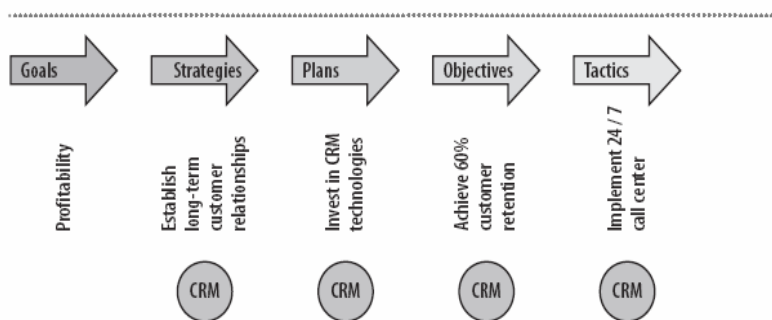 Goals
Strategies
Plans
Objectives
Tactics
Profitability
Establish
long-term
customer
relationships
Invest in CRM
technologies
Achieve 60%
customer
retention
Implement 24 / 7
call center
CRM
CRM
CRM
CRM